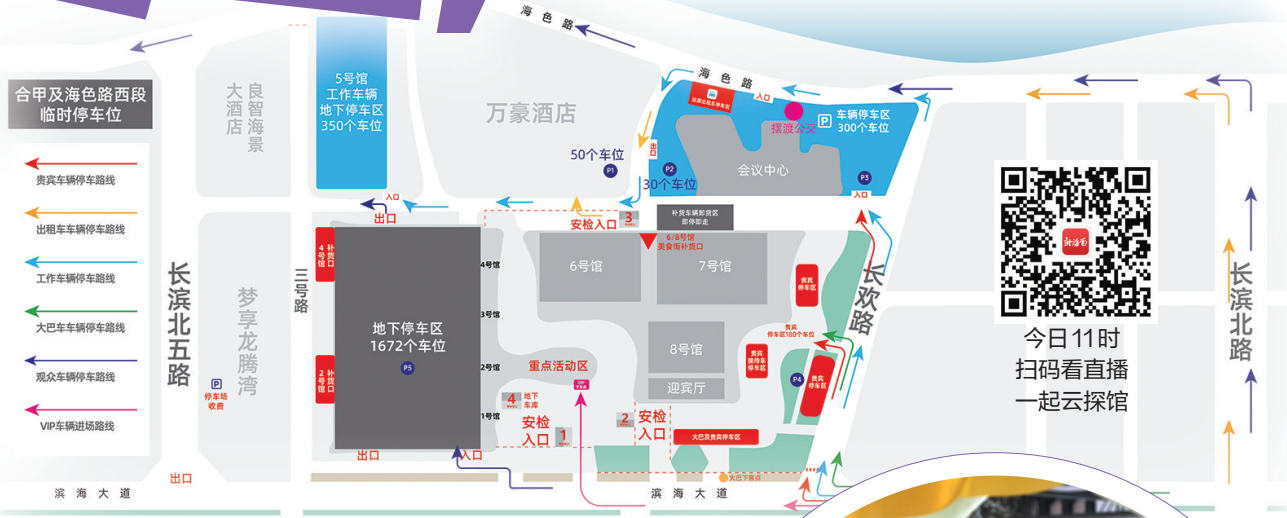 海色路
合甲及海色路西段
临时停车位
贵宾车辆停车路线
出租车车辆停车路线
工作车辆停车路线
大巴车车辆停车路线
观众车辆停车路线
VIP车辆进场路线
良智海景
大酒店
5号馆
工作车辆
地下停车区
350个车位
万豪酒店
海色路
入口
摆渡公交
P
车辆停车区
300个车位
会议中心
出口
50个车位
P1
P2
30个车位
P3
入口
入口
出口
安检入口
3
补货车辆卸货区
即停即走
6/8号馆
美食街补货口
4号馆
补货口
2号馆
补货口
地下停车区
1672个车位
P5
4号馆
3号馆
2号馆
1号馆
6号馆
7号馆
8号馆
迎宾厅
重点活动区
VIP
4
地下
车库
安检
入口
1
2
安检
入口
贵宾
停车区
贵宾
停车区180个车位
贵宾
接待车
停车区
P4
贵宾
停车区
大巴及贵宾停车区
大巴下客点
长滨北五路
三号路
梦享龙腾湾
P
停车场
收费
长欢路
长滨北路
出口
出口
入口
滨海大道
滨海大道
今日11时
扫码看直播
一起云探馆